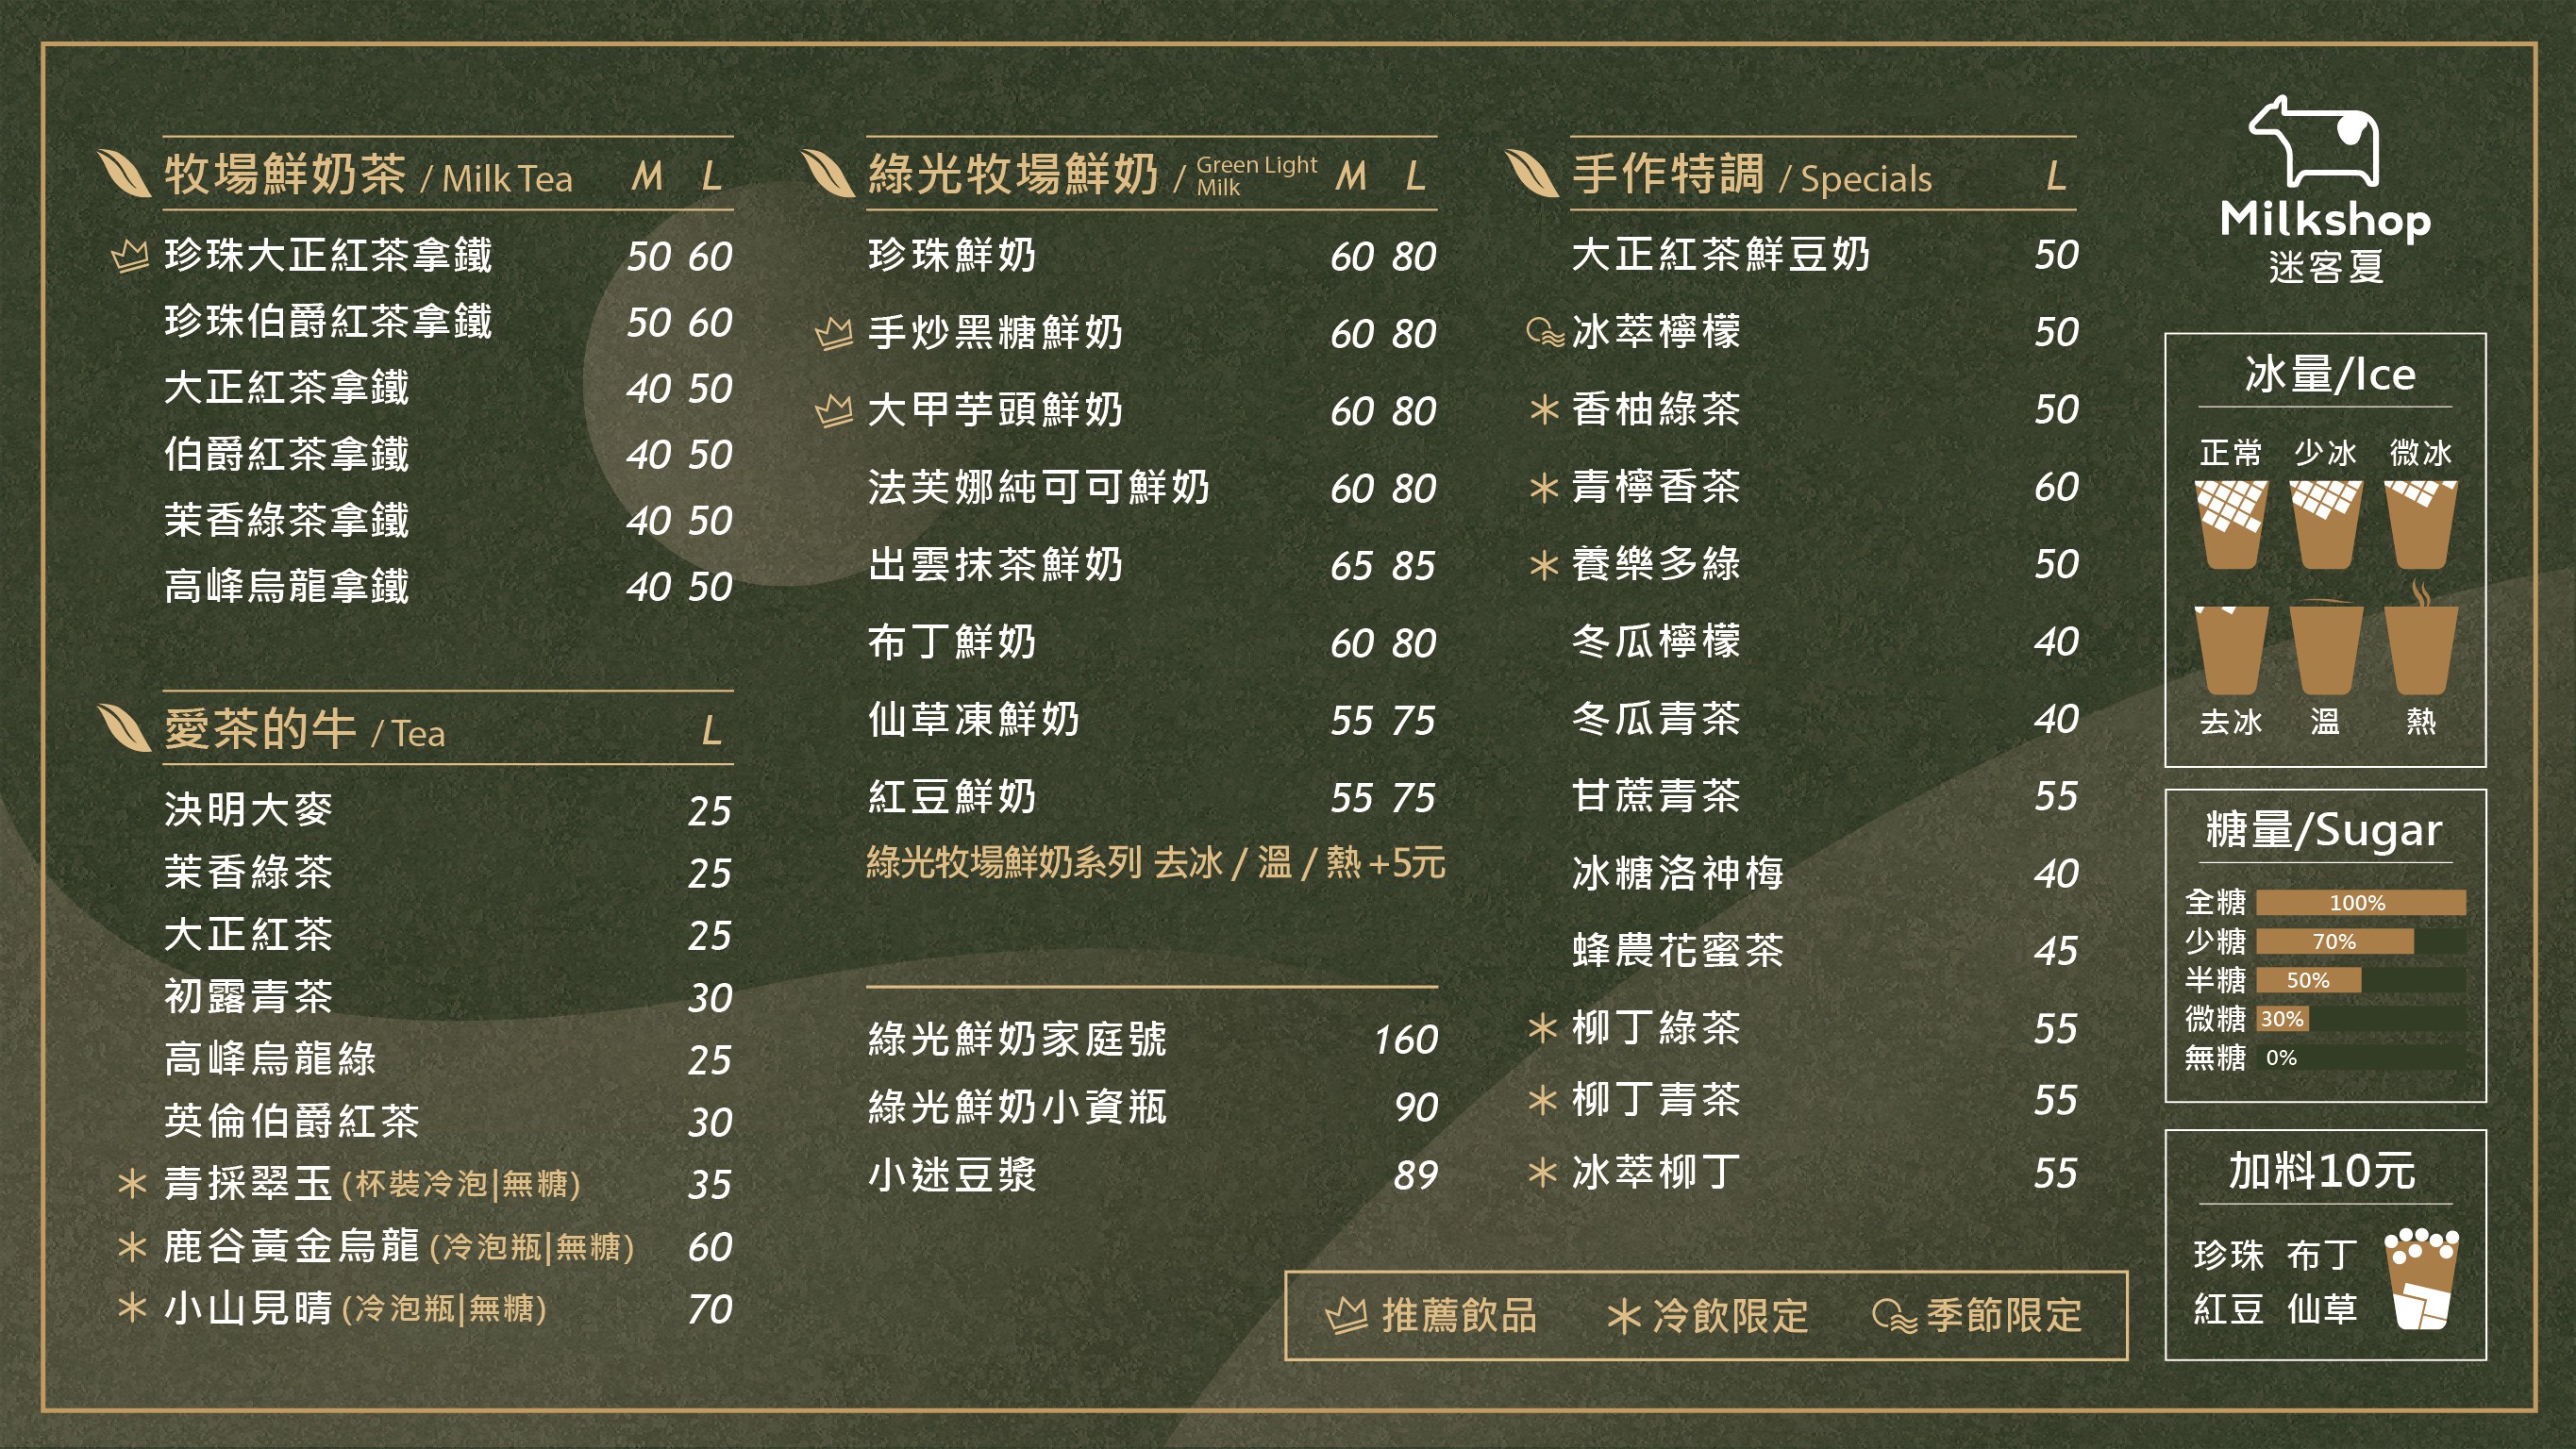 牧場鮮奶茶 / Milk Tea M L
珍珠大正紅茶拿鐵 50 60
珍珠伯爵紅茶拿鐵 50 60
大正紅茶拿鐵 40 50
伯爵紅茶拿鐵 40 50
茉香綠茶拿鐵 40 50
高峰烏龍拿鐵 40 50
愛茶的牛 / Tea L
決明大麥 25
茉香綠茶 25
大正紅茶 25
初露青茶 30
高峰烏龍綠 25
英倫伯爵紅茶 30
青採翠玉 (杯裝冷泡|無糖) 35
鹿谷黃金烏龍 (冷泡瓶|無糖) 60
小山見晴 (冷泡瓶|無糖) 70
綠光牧場鮮奶 / Green Light Milk M L
珍珠鮮奶 60 80
手炒黑糖鮮奶 60 80
大甲芋頭鮮奶 60 80
法芙娜純可可鮮奶 60 80
出雲抹茶鮮奶 65 85
布丁鮮奶 60 80
仙草凍鮮奶 55 75
紅豆鮮奶 55 75
綠光牧場鮮奶系列 去冰 / 溫 / 熱 +5元
綠光鮮奶家庭號 160
綠光鮮奶小資瓶 90
小迷豆漿 89
手作特調 / Specials L
大正紅茶鮮豆奶 50
冰萃檸檬 50
香柚綠茶 50
青檸香茶 60
養樂多綠 50
冬瓜檸檬 40
冬瓜青茶 40
甘蔗青茶 55
冰糖洛神梅 40
蜂農花蜜茶 45
柳丁綠茶 55
柳丁青茶 55
冰萃柳丁 55
推薦飲品 冷飲限定 季節限定
Milkshop
迷客夏
冰量/Ice
正常 少冰 微冰
去冰 溫 熱
糖量/Sugar
全糖 100%
少糖 70%
半糖 50%
微糖 30%
無糖 0%
加料10元
珍珠 布丁
紅豆 仙草